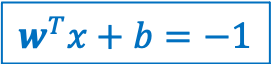 wᵀx + b = −1